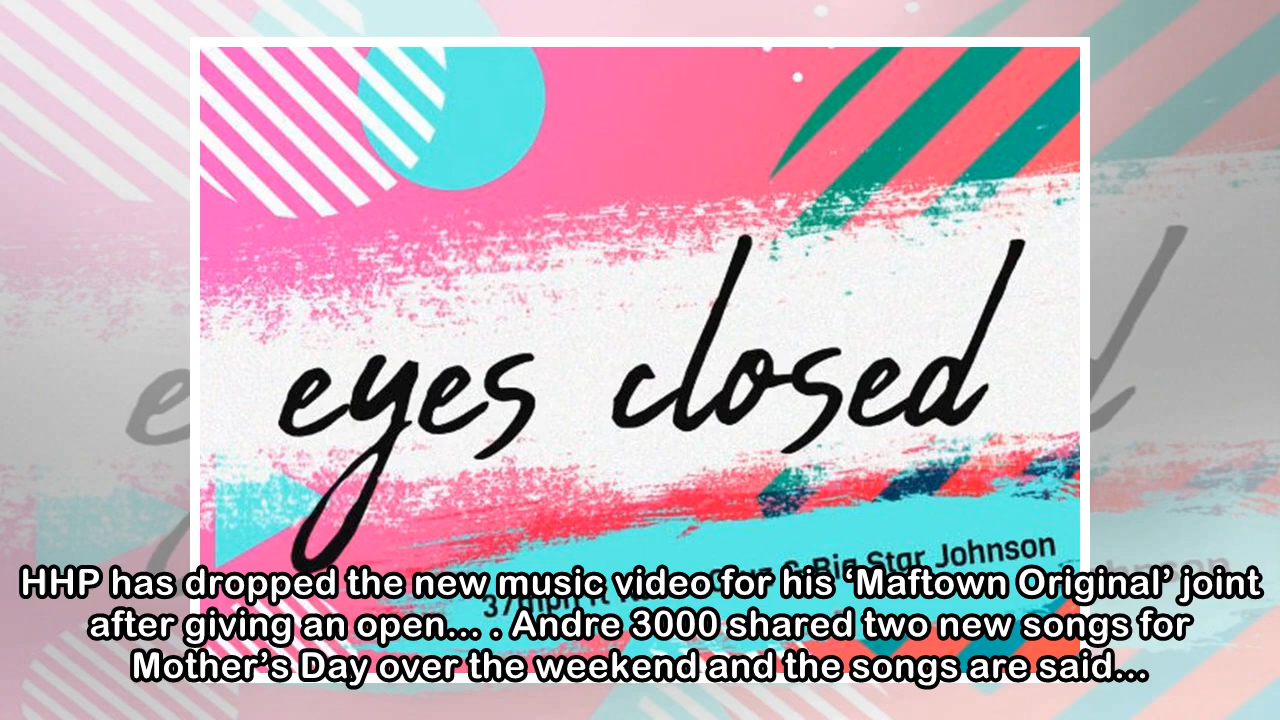 eyes closed
Big Star Johnson
HHP has dropped the new music video for his ‘Maftown Original’ joint
after giving an open... . Andre 3000 shared two new songs for
Mother’s Day over the weekend and the songs are said...